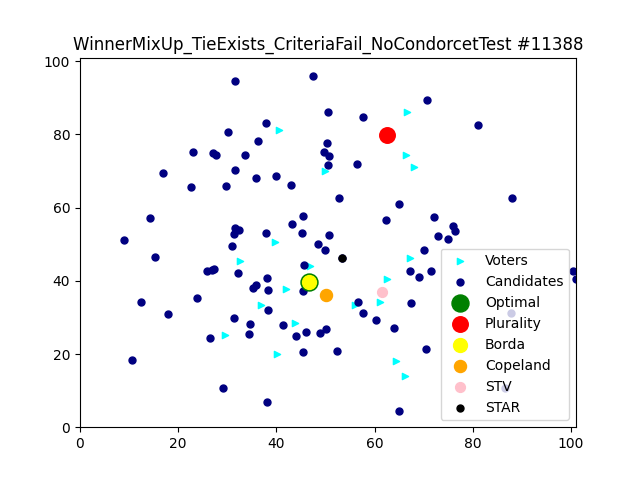 WinnerMixUp_TieExists_CriteriaFail_NoCondorcetTest #11388
100
80
60
40
20
0
0 20 40 60 80 100
Voters
Candidates
Optimal
Plurality
Borda
Copeland
STV
STAR